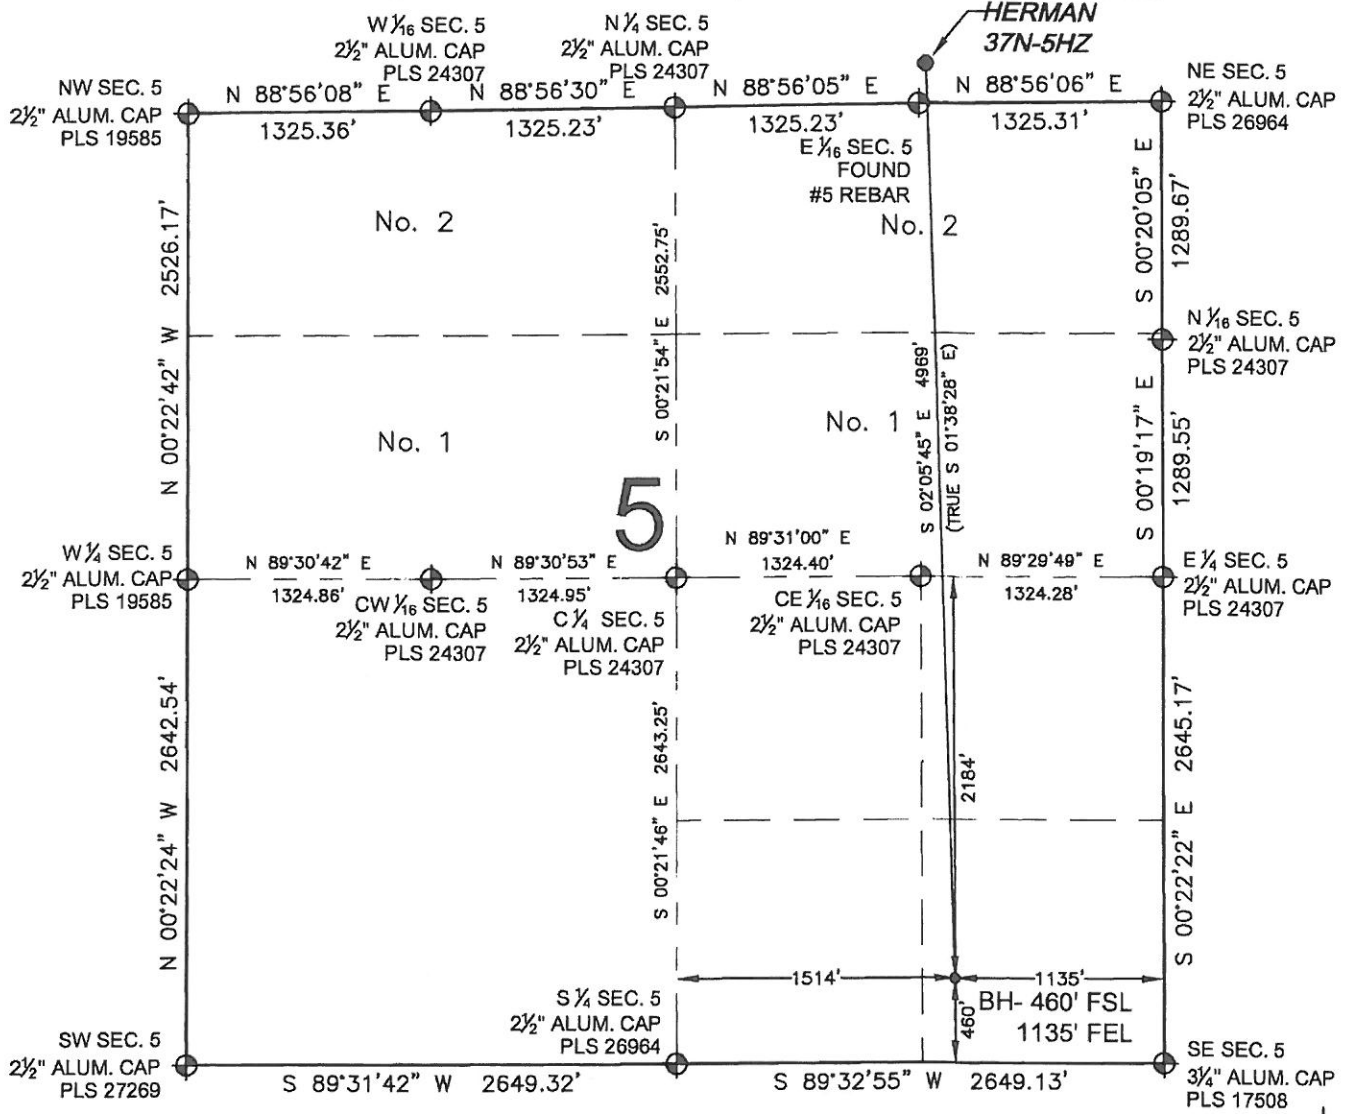 HERMAN
37N-5HZ
W 1⁄16 SEC. 5
2½" ALUM. CAP
PLS 24307
N ¼ SEC. 5
2½" ALUM. CAP
PLS 24307
NW SEC. 5
2½" ALUM. CAP
PLS 19585
N 88°56'08" E
1325.36'
N 88°56'30" E
1325.23'
N 88°56'05" E
1325.23'
N 88°56'06" E
1325.31'
NE SEC. 5
2½" ALUM. CAP
PLS 26964
E 1⁄16 SEC. 5
FOUND
#5 REBAR
No. 2
No. 2
N 00°22'42" W 2526.17'
S 00°21'54" E 2552.75'
S 00°20'05" E
1289.67'
N 1⁄16 SEC. 5
2½" ALUM. CAP
PLS 24307
No. 1
No. 1
S 02°05'45" E 4969'
(TRUE S 01°38'28" E)
S 00°19'17" E
1289.55'
5
W ¼ SEC. 5
2½" ALUM. CAP
PLS 19585
N 89°30'42" E
1324.86'
N 89°30'53" E
1324.95'
N 89°31'00" E
1324.40'
N 89°29'49" E
1324.28'
E ¼ SEC. 5
2½" ALUM. CAP
PLS 24307
CW 1⁄16 SEC. 5
2½" ALUM. CAP
PLS 24307
C ¼ SEC. 5
2½" ALUM. CAP
PLS 24307
CE 1⁄16 SEC. 5
2½" ALUM. CAP
PLS 24307
N 00°22'24" W 2642.54'
S 00°21'46" E 2643.25'
2184'
S 00°22'22" E 2645.17'
1514'
1135'
460'
BH- 460' FSL
1135' FEL
S ¼ SEC. 5
2½" ALUM. CAP
PLS 26964
SW SEC. 5
2½" ALUM. CAP
PLS 27269
S 89°31'42" W 2649.32'
S 89°32'55" W 2649.13'
SE SEC. 5
3¼" ALUM. CAP
PLS 17508